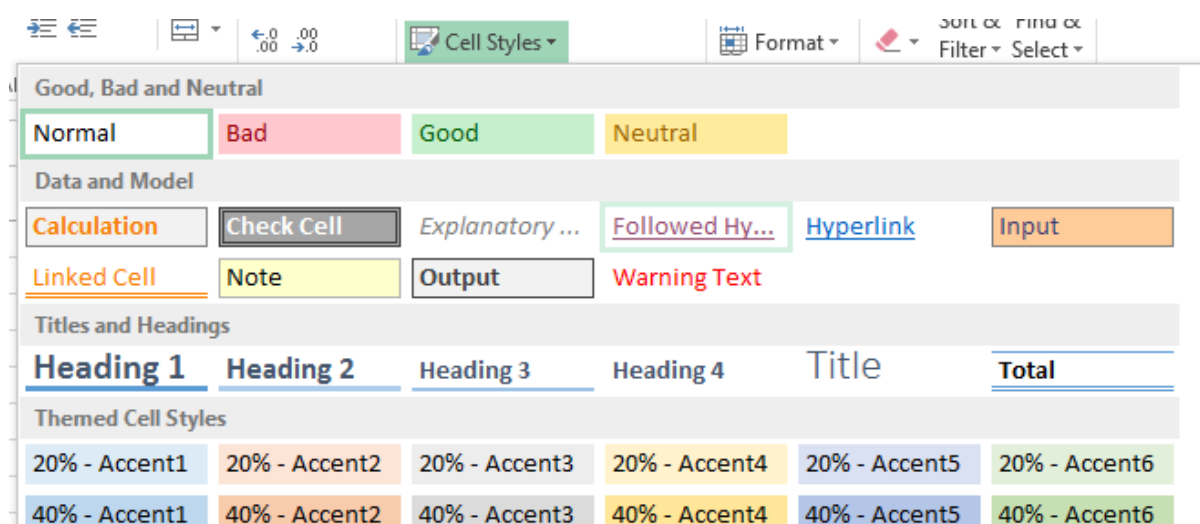 Sort & Find &
Cell Styles Format Filter Select
Good, Bad and Neutral
Normal Bad Good Neutral
Data and Model
Calculation Check Cell Explanatory ... Followed Hy... Hyperlink Input
Linked Cell Note Output Warning Text
Titles and Headings
Heading 1 Heading 2 Heading 3 Heading 4 Title Total
Themed Cell Styles
20% - Accent1 20% - Accent2 20% - Accent3 20% - Accent4 20% - Accent5 20% - Accent6
40% - Accent1 40% - Accent2 40% - Accent3 40% - Accent4 40% - Accent5 40% - Accent6